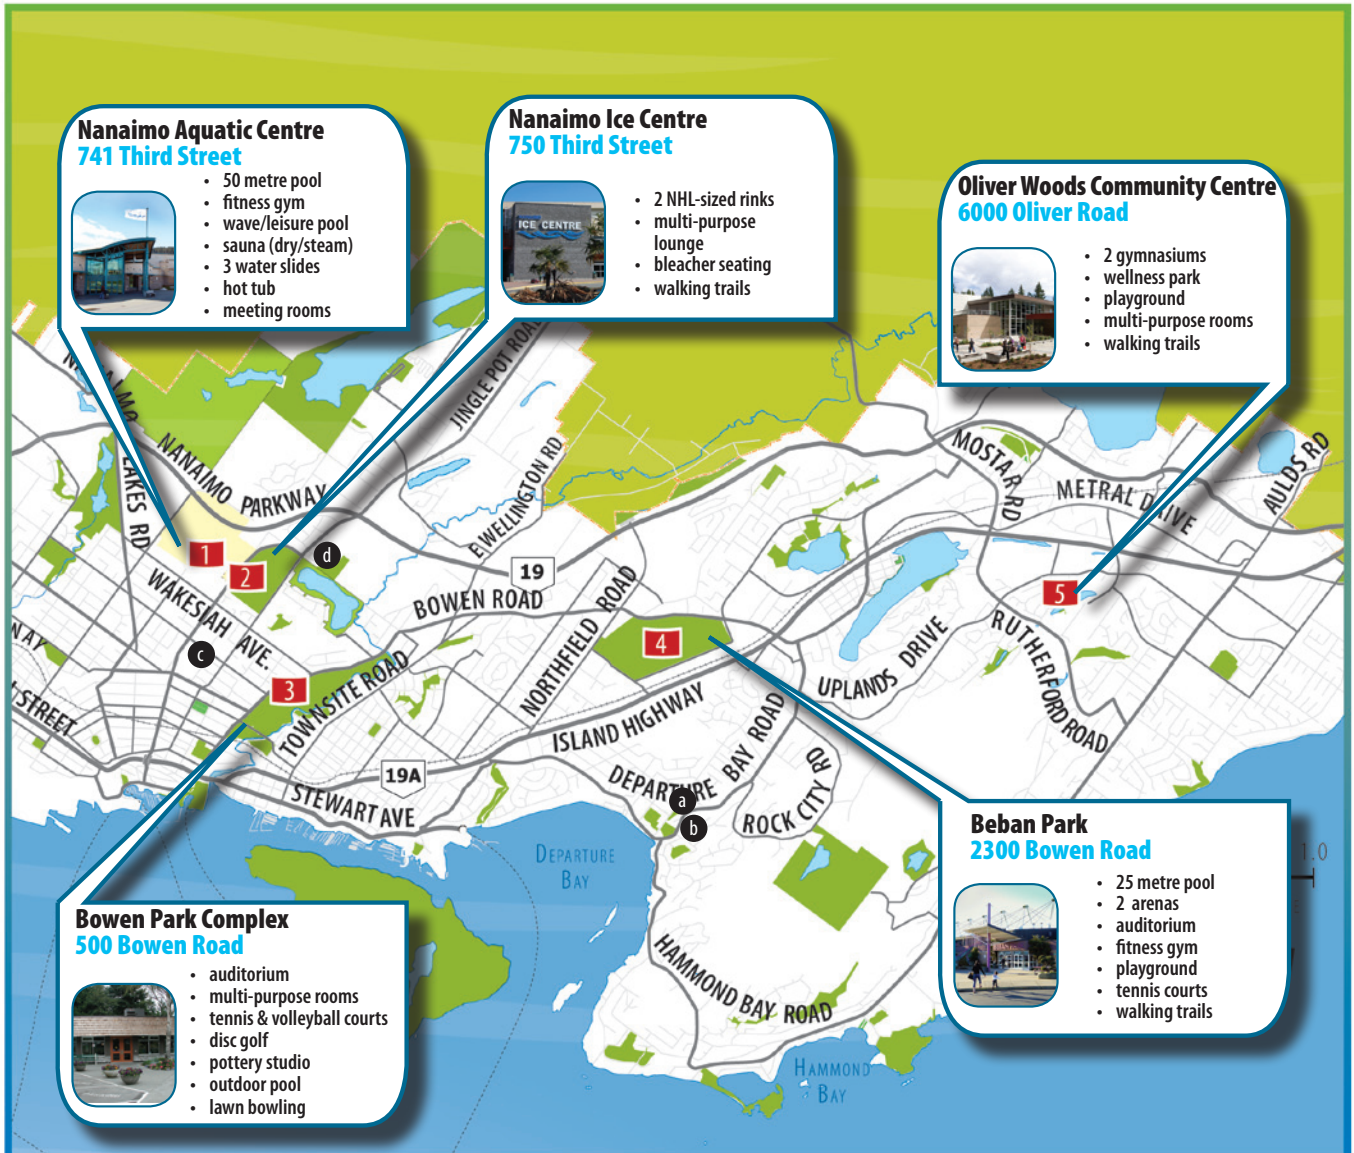 Nanaimo Aquatic Centre
741 Third Street
• 50 metre pool
• fitness gym
• wave/leisure pool
• sauna (dry/steam)
• 3 water slides
• hot tub
• meeting rooms
Nanaimo Ice Centre
750 Third Street
ICE CENTRE
• 2 NHL-sized rinks
• multi-purpose
lounge
• bleacher seating
• walking trails
Oliver Woods Community Centre
6000 Oliver Road
• 2 gymnasiums
• wellness park
• playground
• multi-purpose rooms
• walking trails
LAKES RD
NANAIMO PARKWAY
JINGLE POT ROAD
E WELLINGTON RD
MOSTAR RD
METRAL DRIVE
AULDS RD
1
2
d
19
5
WAKESIAH AVE.
BOWEN ROAD
NORTHFIELD ROAD
4
c
3
TOWNSITE ROAD
UPLANDS DRIVE
RUTHERFORD ROAD
STREET
ISLAND HIGHWAY
19A
STEWART AVE
DEPARTURE BAY ROAD
a
b
ROCK CITY RD
DEPARTURE
BAY
1.0
HAMMOND BAY ROAD
HAMMOND
BAY
Bowen Park Complex
500 Bowen Road
• auditorium
• multi-purpose rooms
• tennis & volleyball courts
• disc golf
• pottery studio
• outdoor pool
• lawn bowling
Beban Park
2300 Bowen Road
• 25 metre pool
• 2 arenas
• auditorium
• fitness gym
• playground
• tennis courts
• walking trails